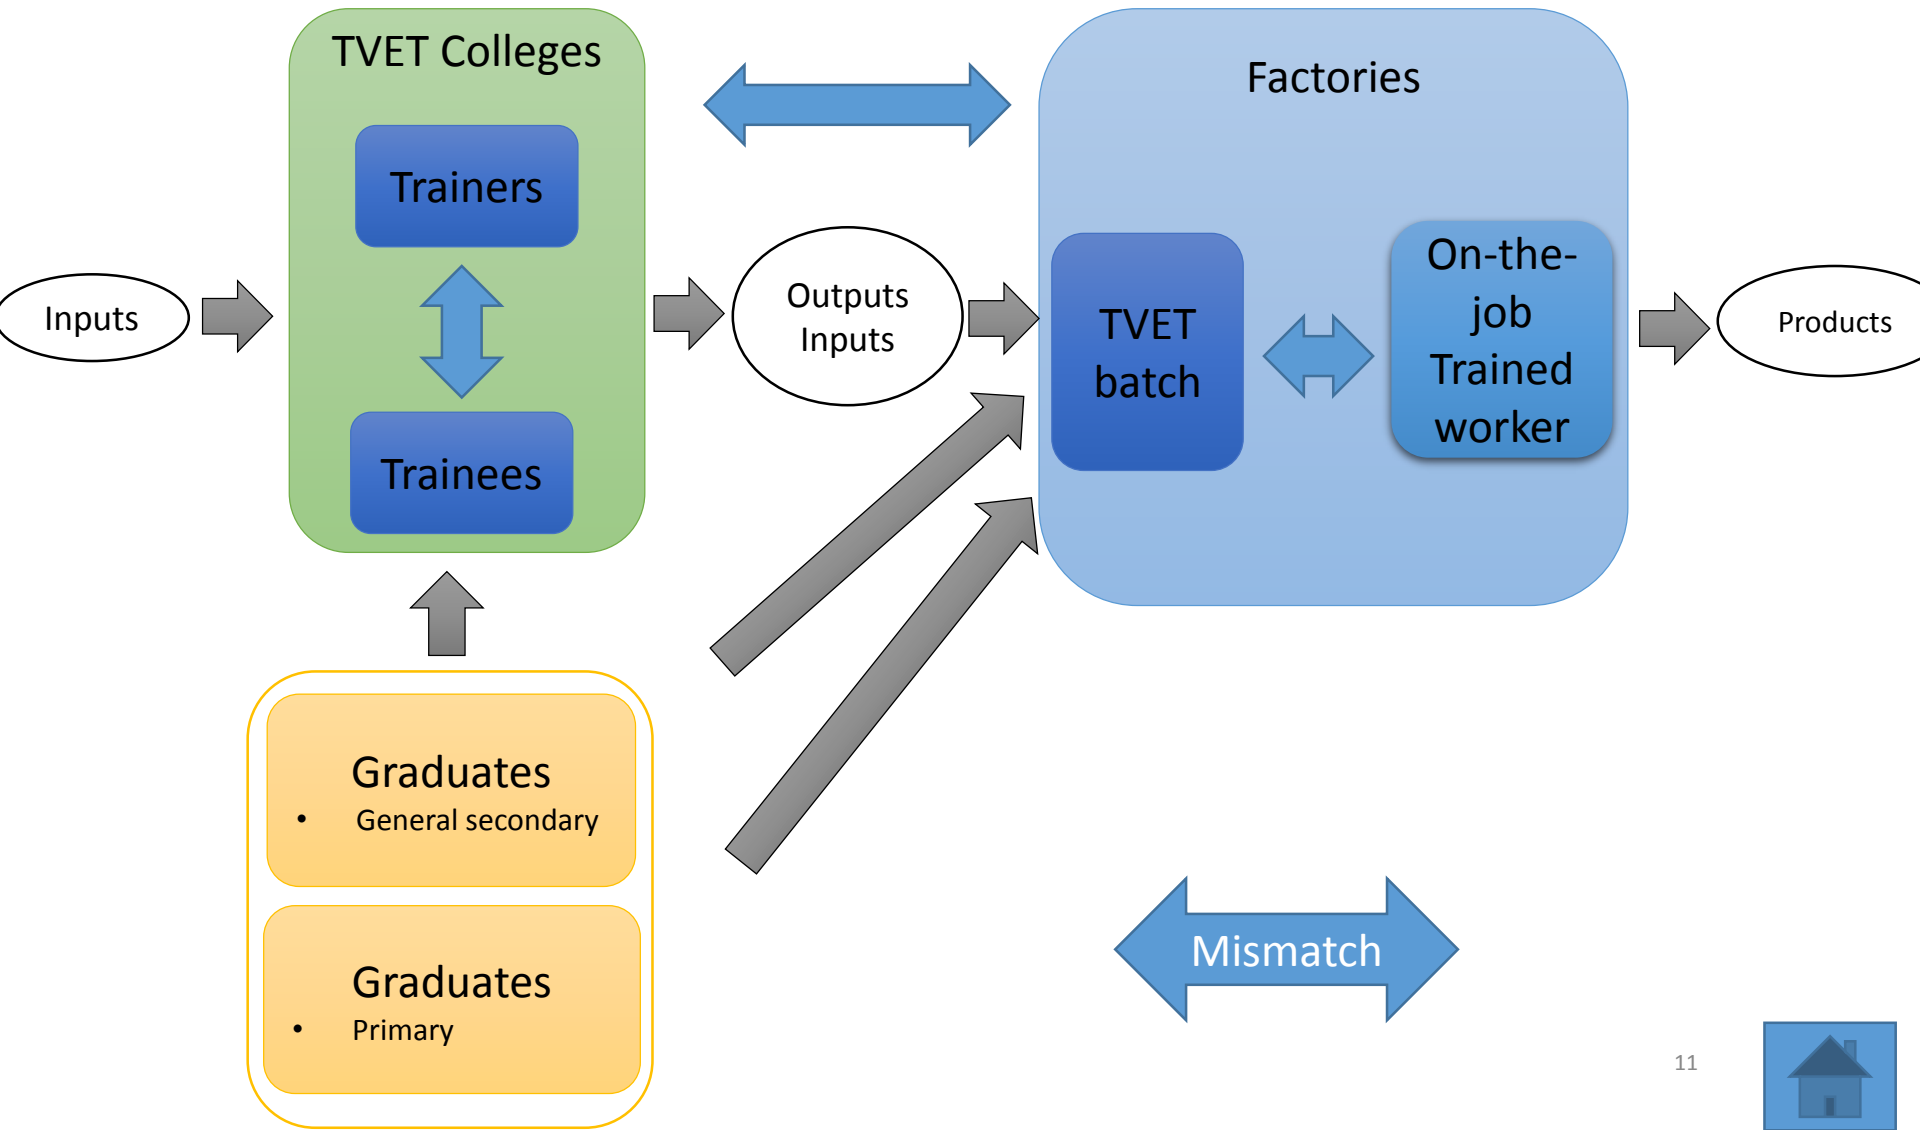 TVET Colleges
Trainers
Trainees
Inputs
Outputs
Inputs
Factories
TVET
batch
On-the-
job
Trained
worker
Products
Graduates
• General secondary
Graduates
• Primary
Mismatch
11